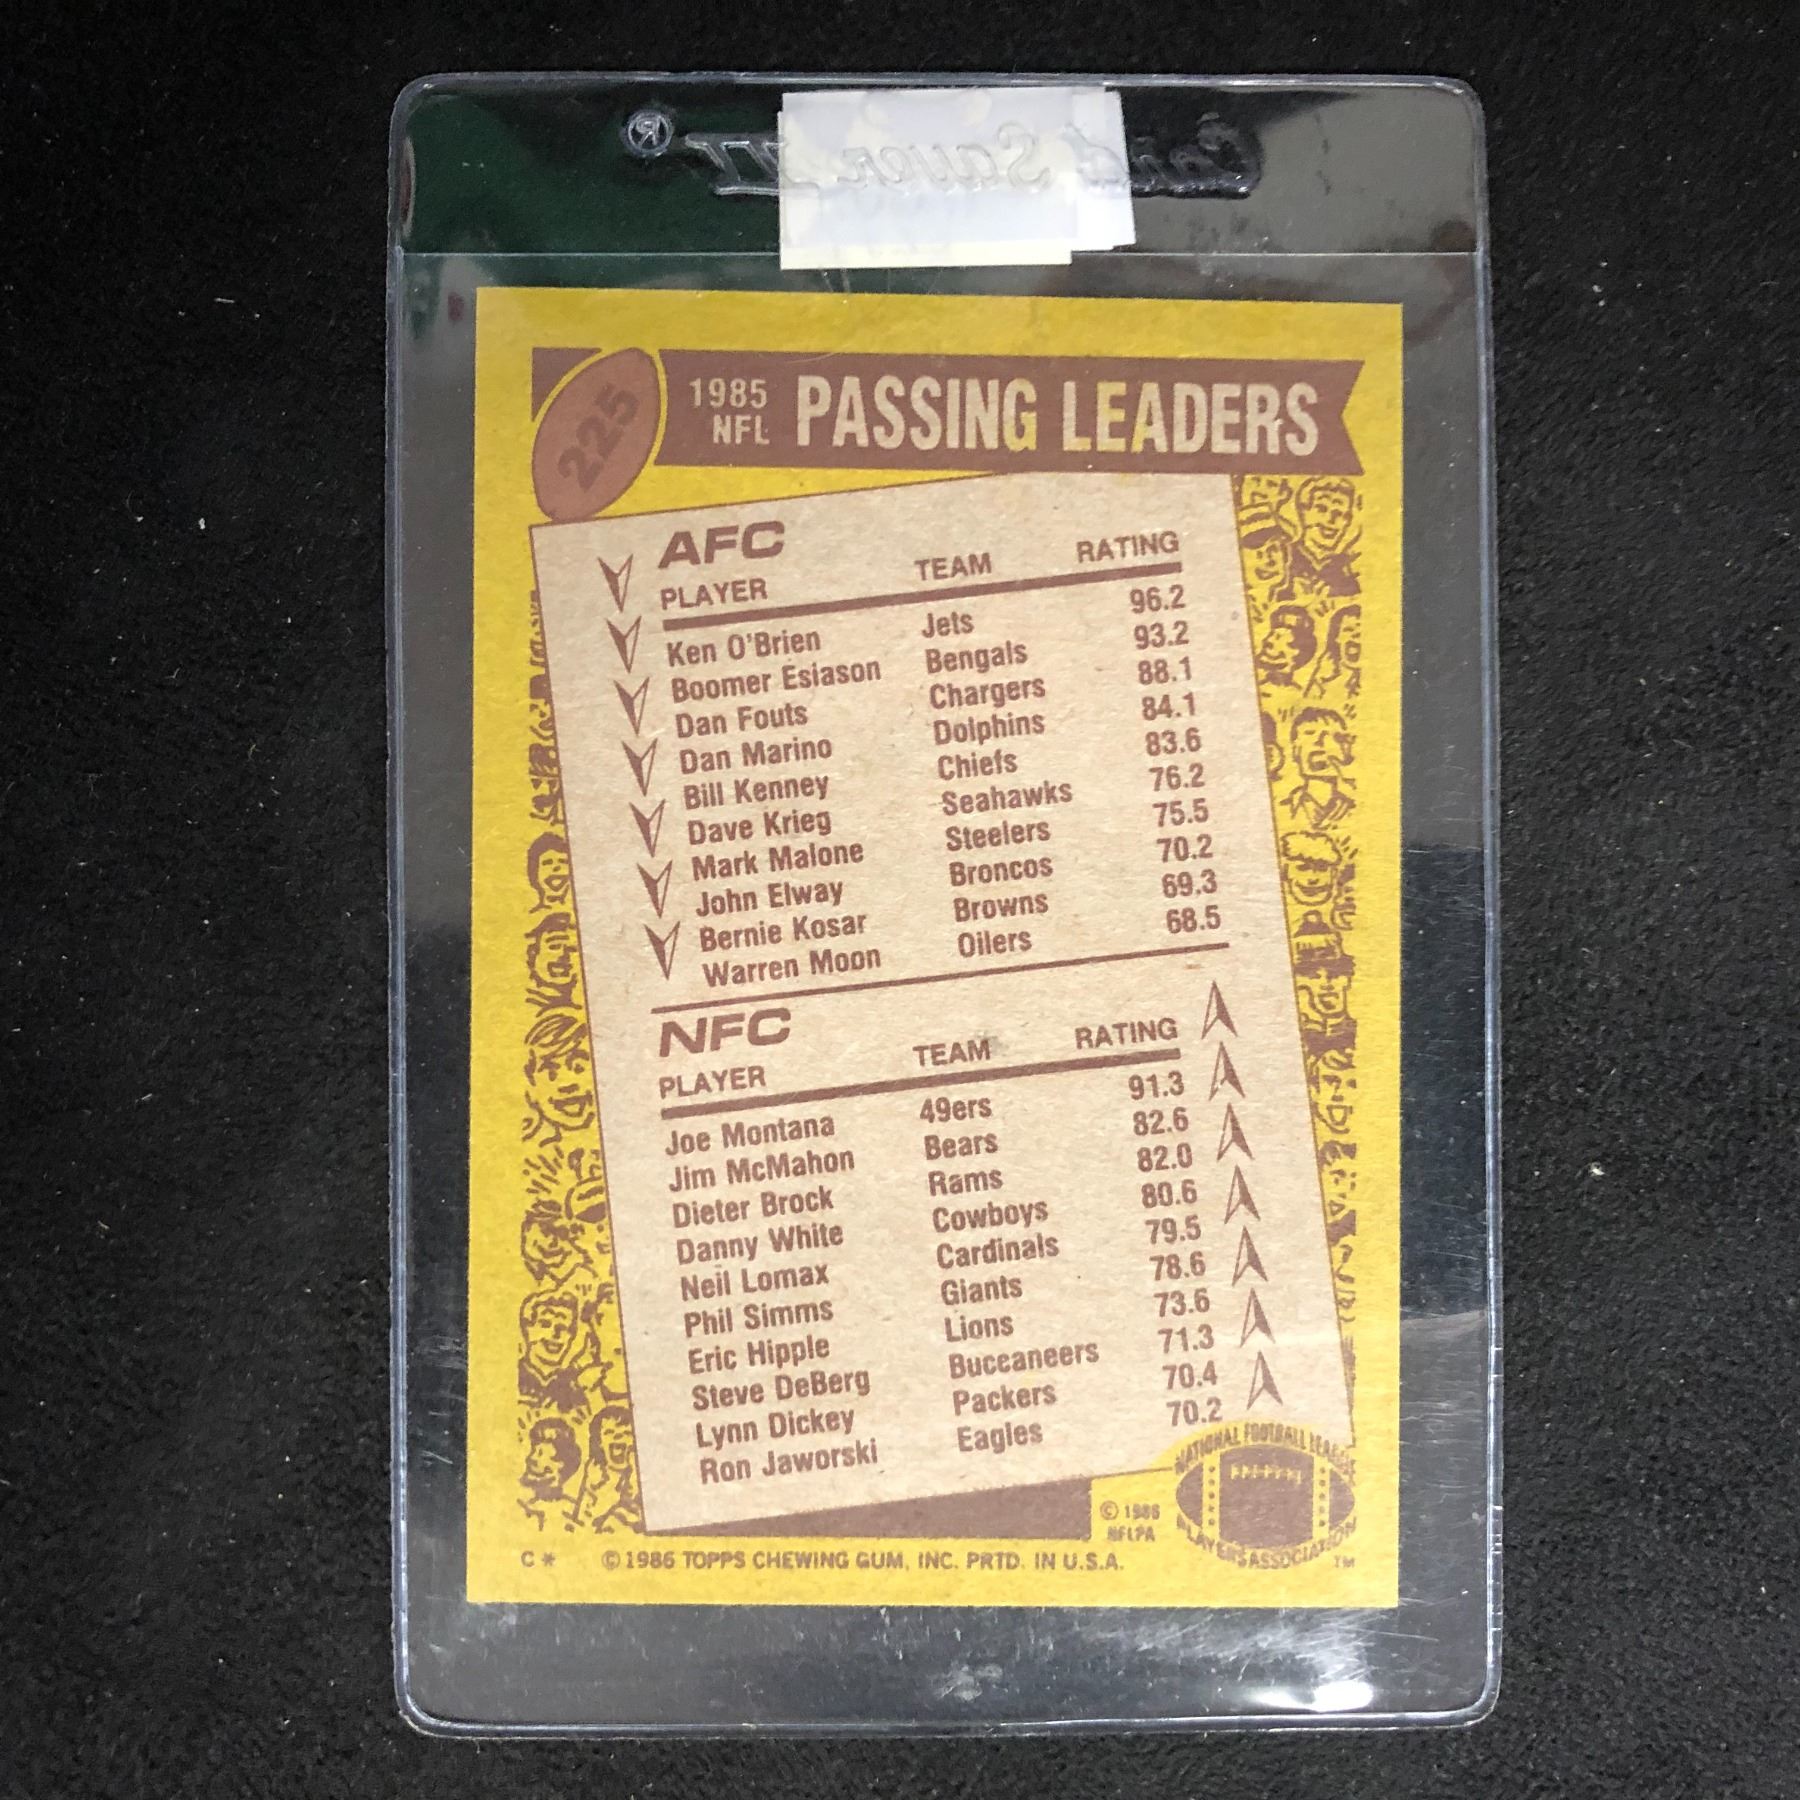 Card Saver II ®
225
1985 NFL PASSING LEADERS
AFC
PLAYER TEAM RATING
Ken O'Brien Jets 96.2
Boomer Esiason Bengals 93.2
Dan Fouts Chargers 88.1
Dan Marino Dolphins 84.1
Bill Kenney Chiefs 83.6
Dave Krieg Seahawks 76.2
Mark Malone Steelers 75.5
John Elway Broncos 70.2
Bernie Kosar Browns 69.3
Warren Moon Oilers 68.5
NFC
PLAYER TEAM RATING
Joe Montana 49ers 91.3
Jim McMahon Bears 82.6
Dieter Brock Rams 82.0
Danny White Cowboys 80.6
Neil Lomax Cardinals 79.5
Phil Simms Giants 78.6
Eric Hipple Lions 73.6
Steve DeBerg Buccaneers 71.3
Lynn Dickey Packers 70.4
Ron Jaworski Eagles 70.2
NATIONAL FOOTBALL LEAGUE
PLAYERS ASSOCIATION
TM
© 1986
NFLPA
C* © 1986 TOPPS CHEWING GUM, INC. PRTD. IN U.S.A.